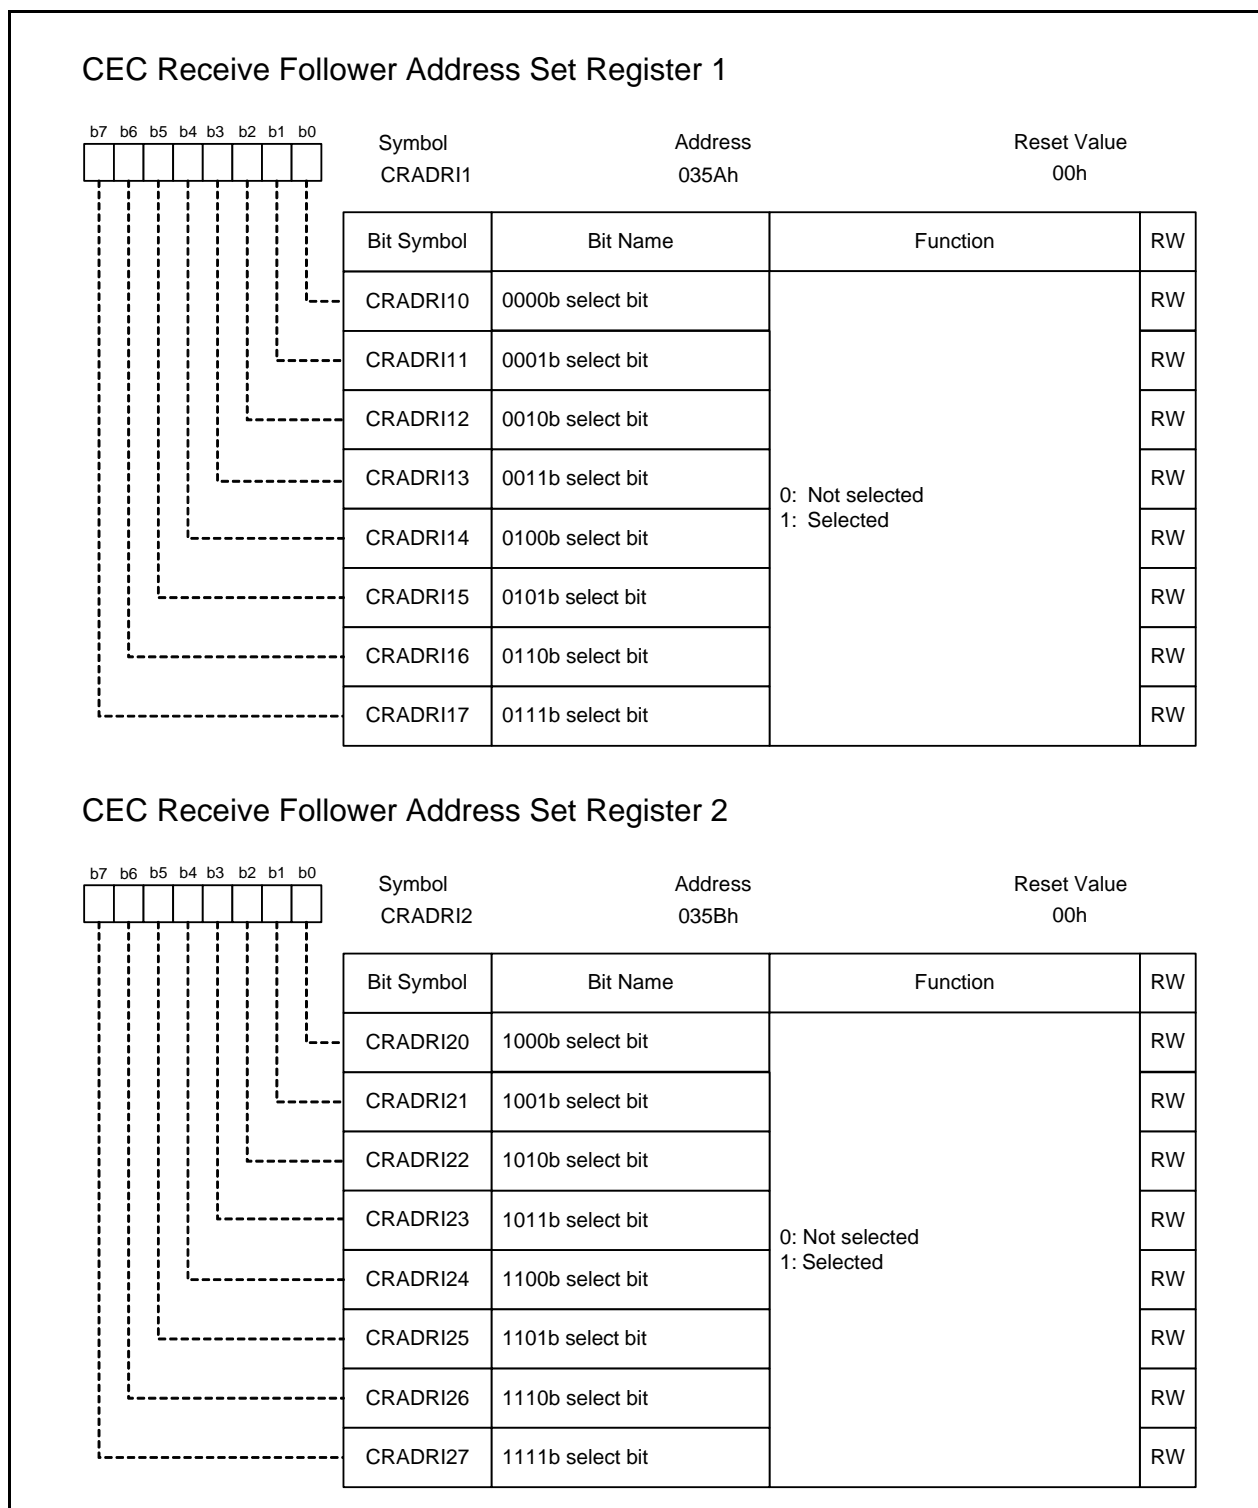 CEC Receive Follower Address Set Register 1
b7 b6 b5 b4 b3 b2 b1 b0
Symbol Address Reset Value
CRADRI1 035Ah 00h
Bit Symbol Bit Name Function RW
CRADRI10 0000b select bit RW
CRADRI11 0001b select bit RW
CRADRI12 0010b select bit RW
CRADRI13 0011b select bit RW
0: Not selected
1: Selected
CRADRI14 0100b select bit RW
CRADRI15 0101b select bit RW
CRADRI16 0110b select bit RW
CRADRI17 0111b select bit RW
CEC Receive Follower Address Set Register 2
b7 b6 b5 b4 b3 b2 b1 b0
Symbol Address Reset Value
CRADRI2 035Bh 00h
Bit Symbol Bit Name Function RW
CRADRI20 1000b select bit RW
CRADRI21 1001b select bit RW
CRADRI22 1010b select bit RW
CRADRI23 1011b select bit RW
0: Not selected
1: Selected
CRADRI24 1100b select bit RW
CRADRI25 1101b select bit RW
CRADRI26 1110b select bit RW
CRADRI27 1111b select bit RW